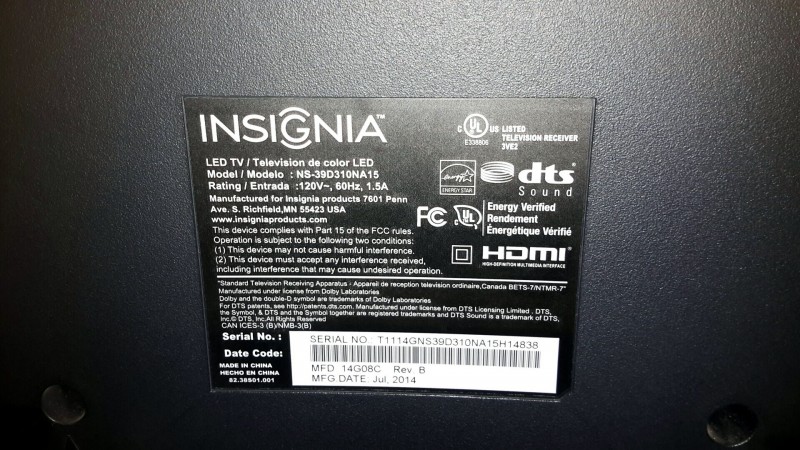 INSIGNIA™
C UL US LISTED
TELEVISION RECEIVER
E338806 3VE2
LED TV / Television de color LED
Model / Modelo : NS-39D310NA15
Rating / Entrada :120V~, 60Hz, 1.5A
ENERGY STAR
dts
Sound
Manufactured for Insignia products 7601 Penn
Ave. S. Richfield,MN 55423 USA
www.insigniaproducts.com
FC UL
Energy Verified
Rendement
Énergétique Vérifié
This device complies with Part 15 of the FCC rules.
Operation is subject to the following two conditions:
(1) This device may not cause harmful interference.
(2) This device must accept any interference received,
including interference that may cause undesired operation.
HDMI®
HIGH-DEFINITION MULTIMEDIA INTERFACE
"Standard Television Receiving Apparatus - Appareil de reception television ordinaire,Canada BETS-7/NTMR-7"
Manufactured under license from Dolby Laboratories
Dolby and the double-D symbol are trademarks of Dolby Laboratories
For DTS patents, see http://patents.dts.com. Manufactured under license from DTS Licensing Limited . DTS,
the Symbol, & DTS and the Symbol together are registered trademarks and DTS Sound is a trademark of DTS,
Inc.© DTS, Inc.All Rights Reserved
CAN ICES-3 (B)/NMB-3(B)
Serial No. :
SERIAL NO.: T1114GNS39D310NA15H14838
Date Code:
MADE IN CHINA
HECHO EN CHINA
82.38S01.001
MFD 14G08C Rev. B
MFG.DATE: Jul, 2014